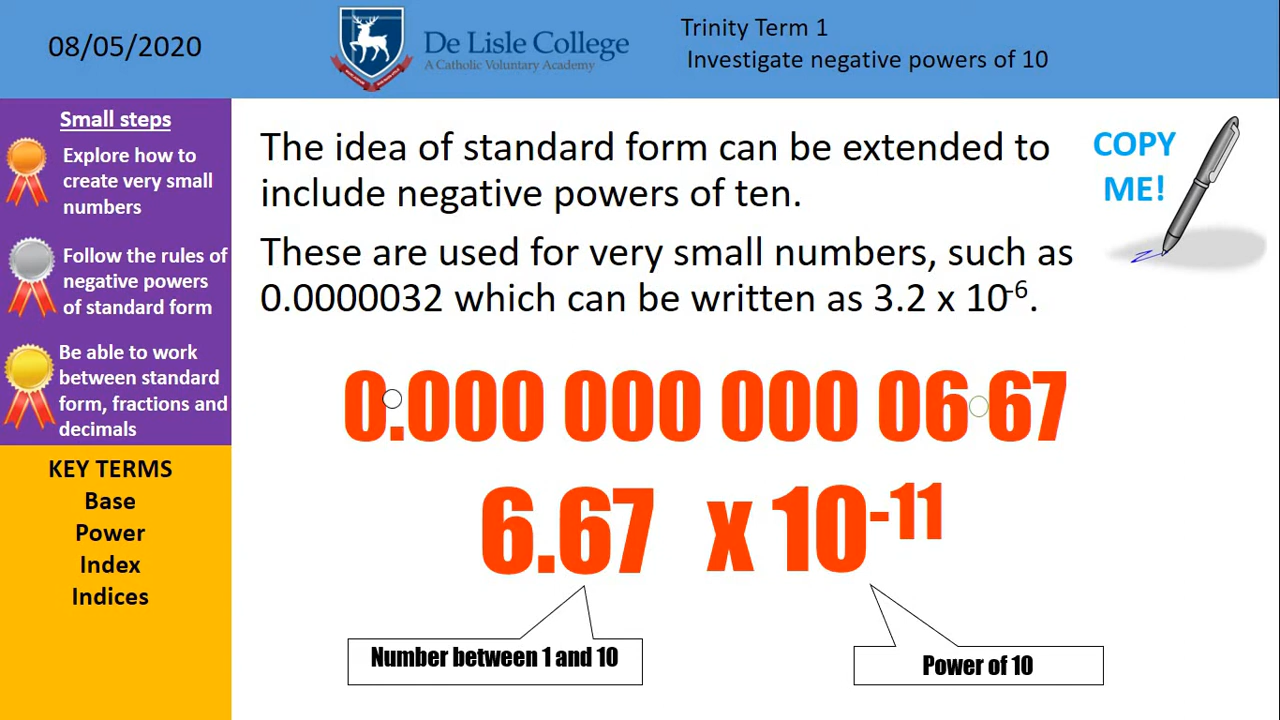 08/05/2020
De Lisle College
A Catholic Voluntary Academy
Trinity Term 1
Investigate negative powers of 10
Small steps
Explore how to
create very small
numbers
Follow the rules of
negative powers
of standard form
Be able to work
between standard
form, fractions and
decimals
KEY TERMS
Base
Power
Index
Indices
The idea of standard form can be extended to
include negative powers of ten.
These are used for very small numbers, such as
0.0000032 which can be written as 3.2 x 10⁻⁶.
COPY
ME!
0.000 000 000 0667
6.67 x 10⁻¹¹
Number between 1 and 10
Power of 10